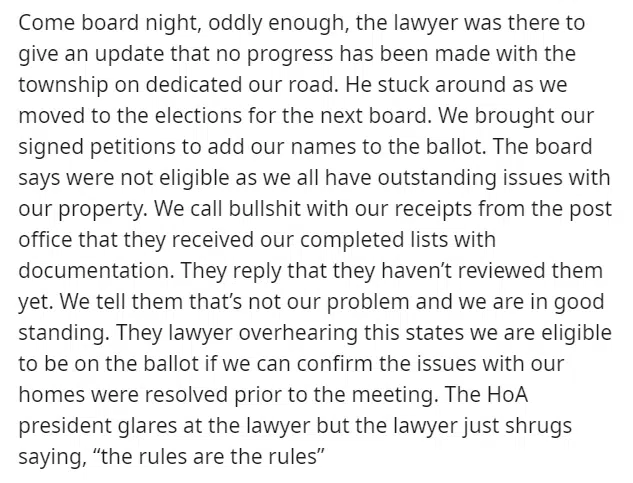 Come board night, oddly enough, the lawyer was there to
give an update that no progress has been made with the
township on dedicated our road. He stuck around as we
moved to the elections for the next board. We brought our
signed petitions to add our names to the ballot. The board
says were not eligible as we all have outstanding issues with
our property. We call bullshit with our receipts from the post
office that they received our completed lists with
documentation. They reply that they haven’t reviewed them
yet. We tell them that’s not our problem and we are in good
standing. They lawyer overhearing this states we are eligible
to be on the ballot if we can confirm the issues with our
homes were resolved prior to the meeting. The HoA
president glares at the lawyer but the lawyer just shrugs
saying, “the rules are the rules”